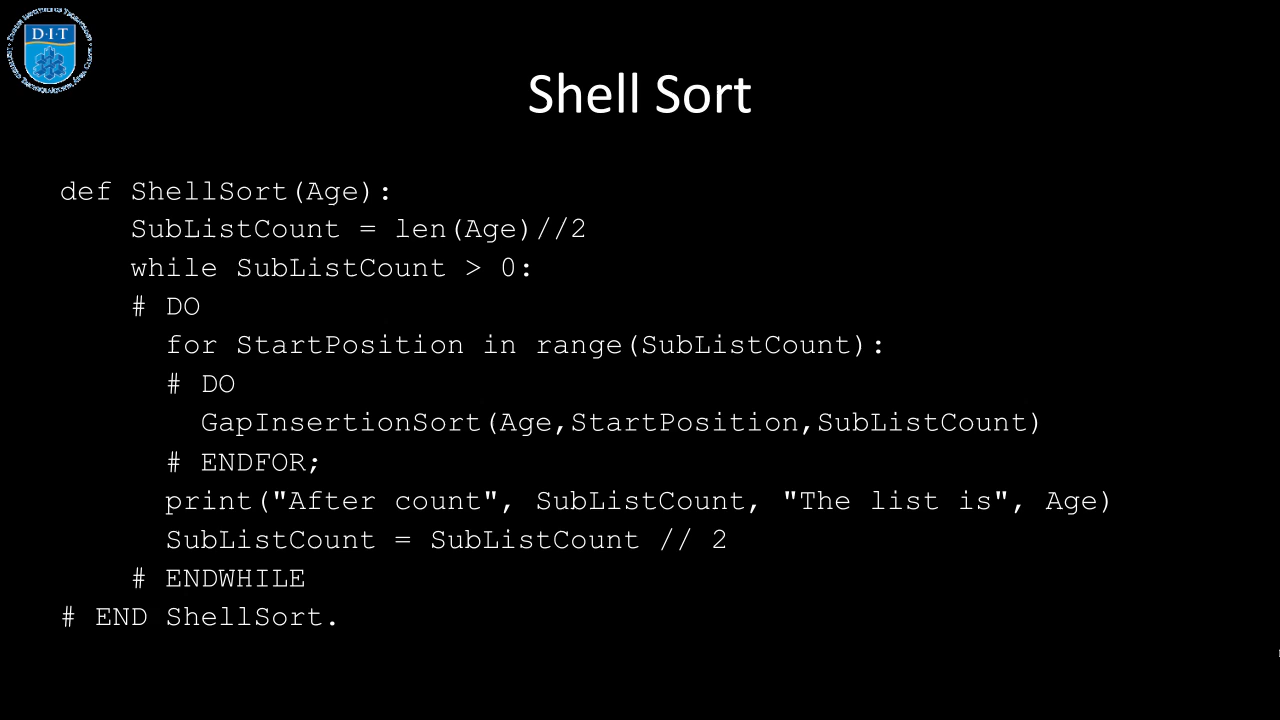 D·I·T
Shell Sort
def ShellSort(Age):
    SubListCount = len(Age)//2
    while SubListCount > 0:
    # DO
      for StartPosition in range(SubListCount):
      # DO
        GapInsertionSort(Age,StartPosition,SubListCount)
      # ENDFOR;
      print("After count", SubListCount, "The list is", Age)
      SubListCount = SubListCount // 2
    # ENDWHILE
# END ShellSort.